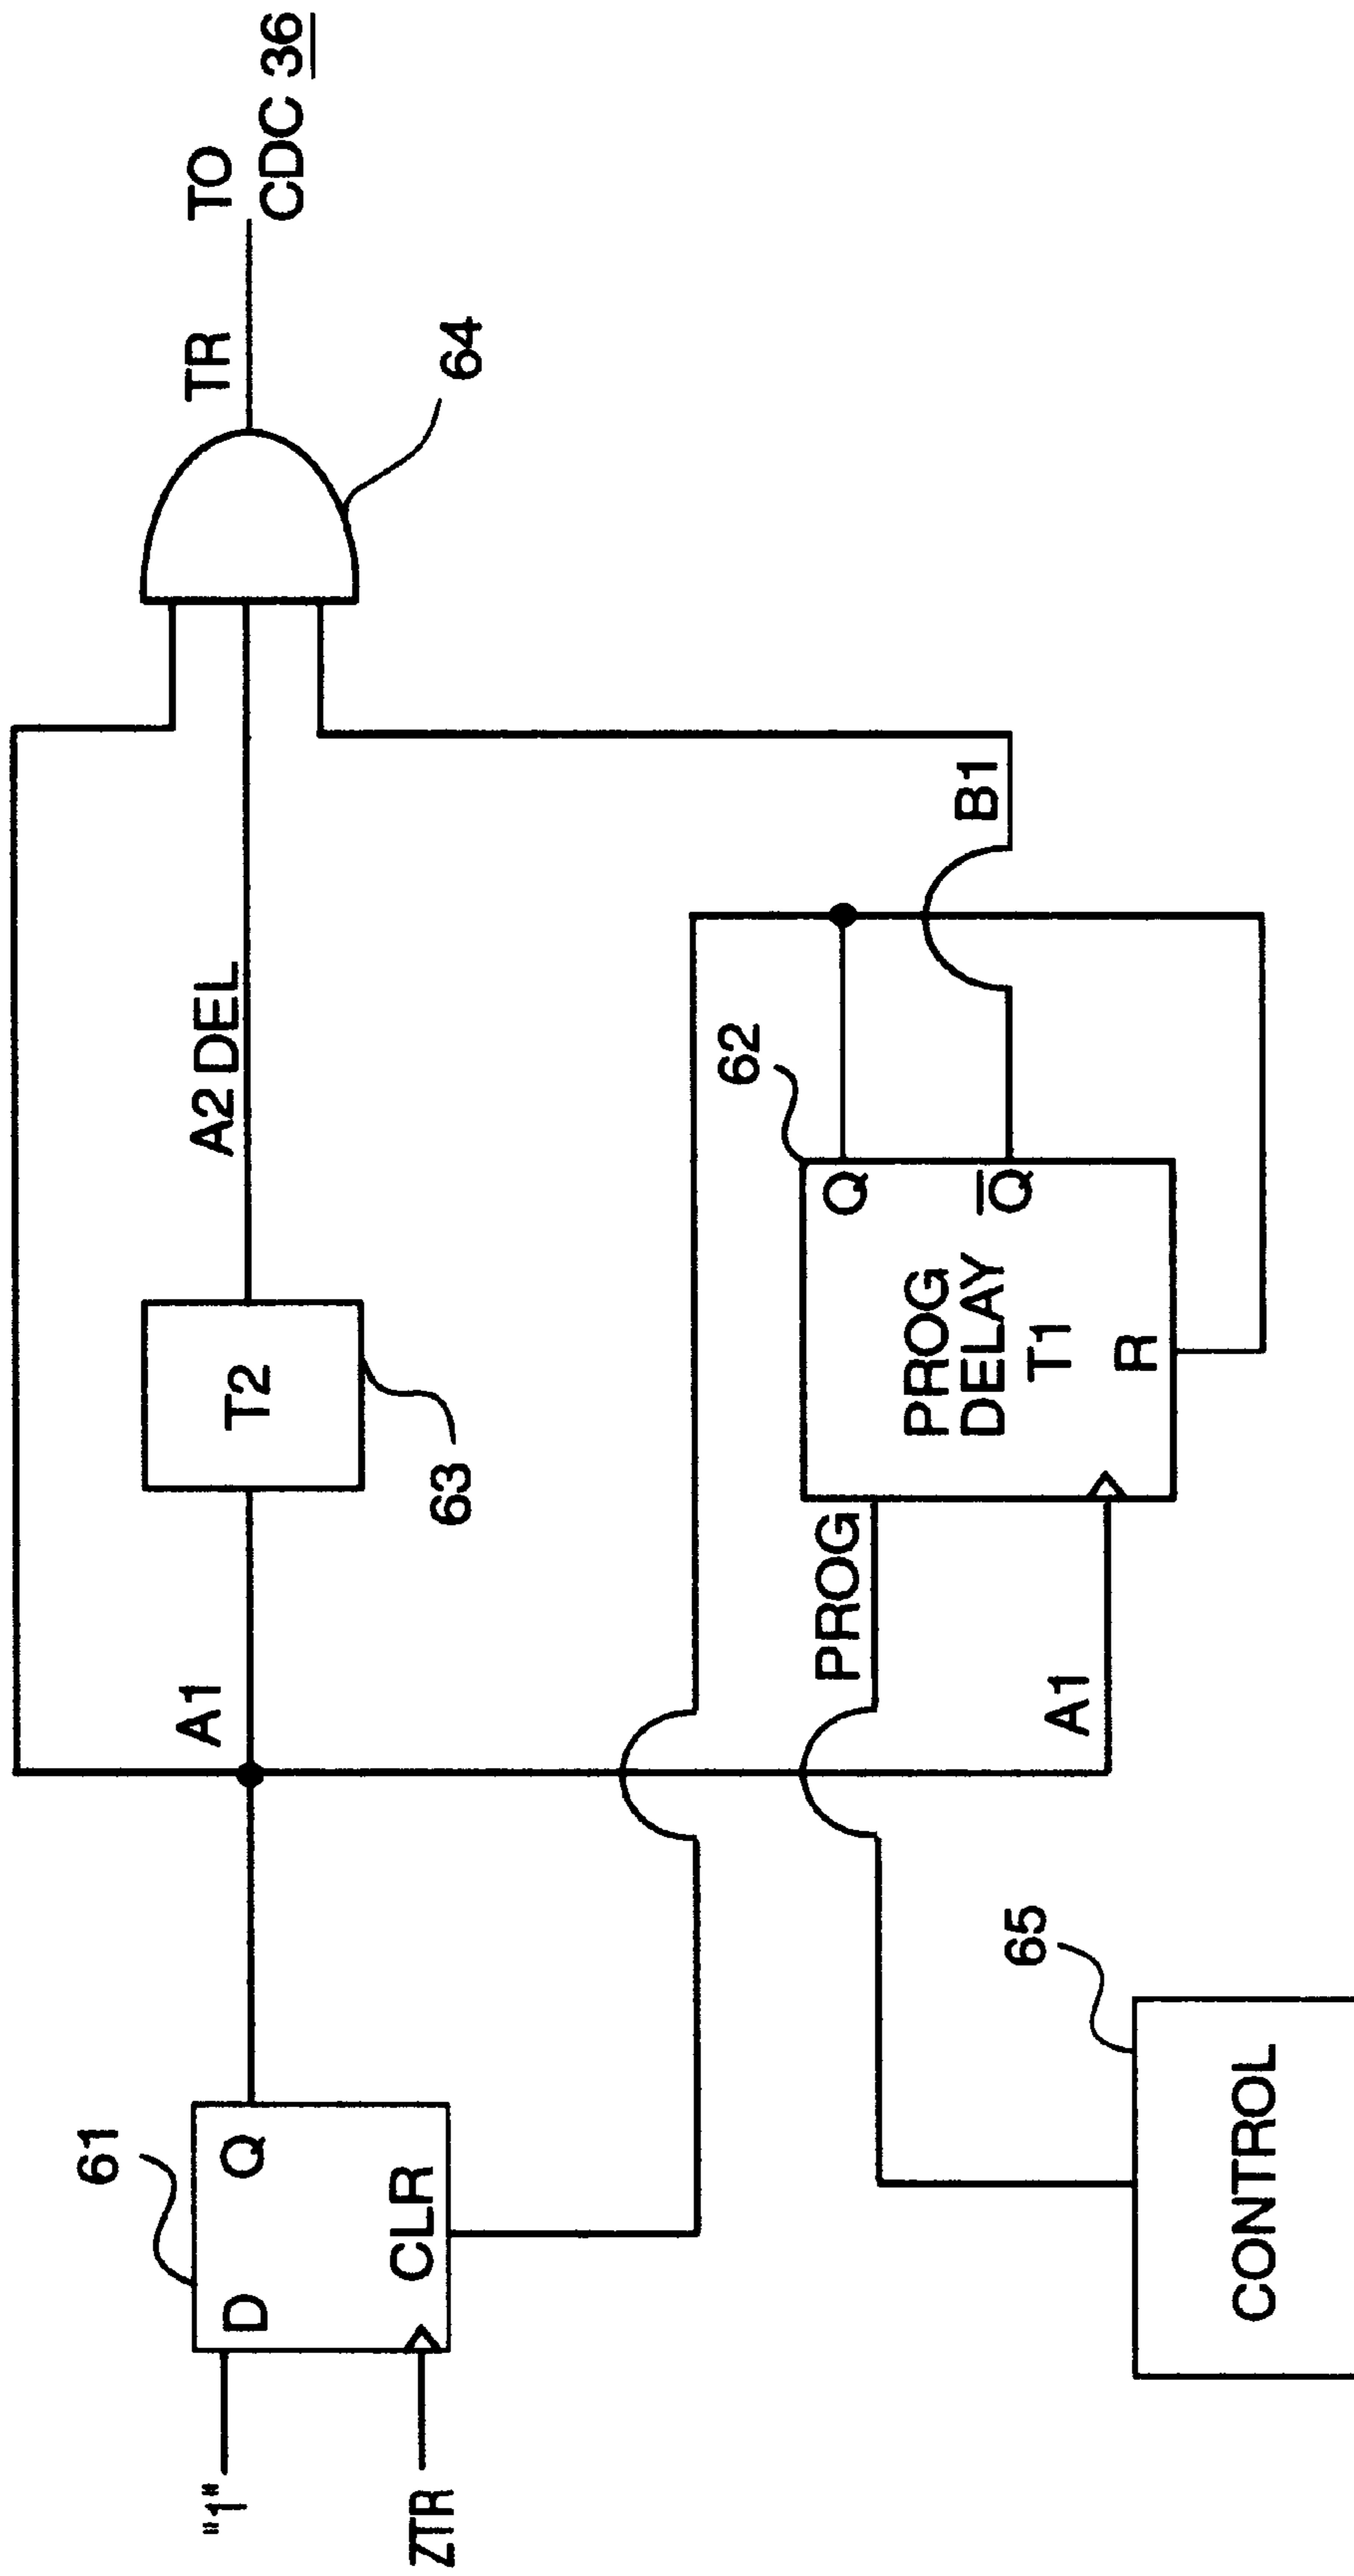 "1"
ZTR
D
Q
CLR
61
A1
T2
63
A2 DEL
64
TR
TO
CDC 36
PROG
A1
62
Q
Q̅
PROG
DELAY
T1
R
B1
65
CONTROL